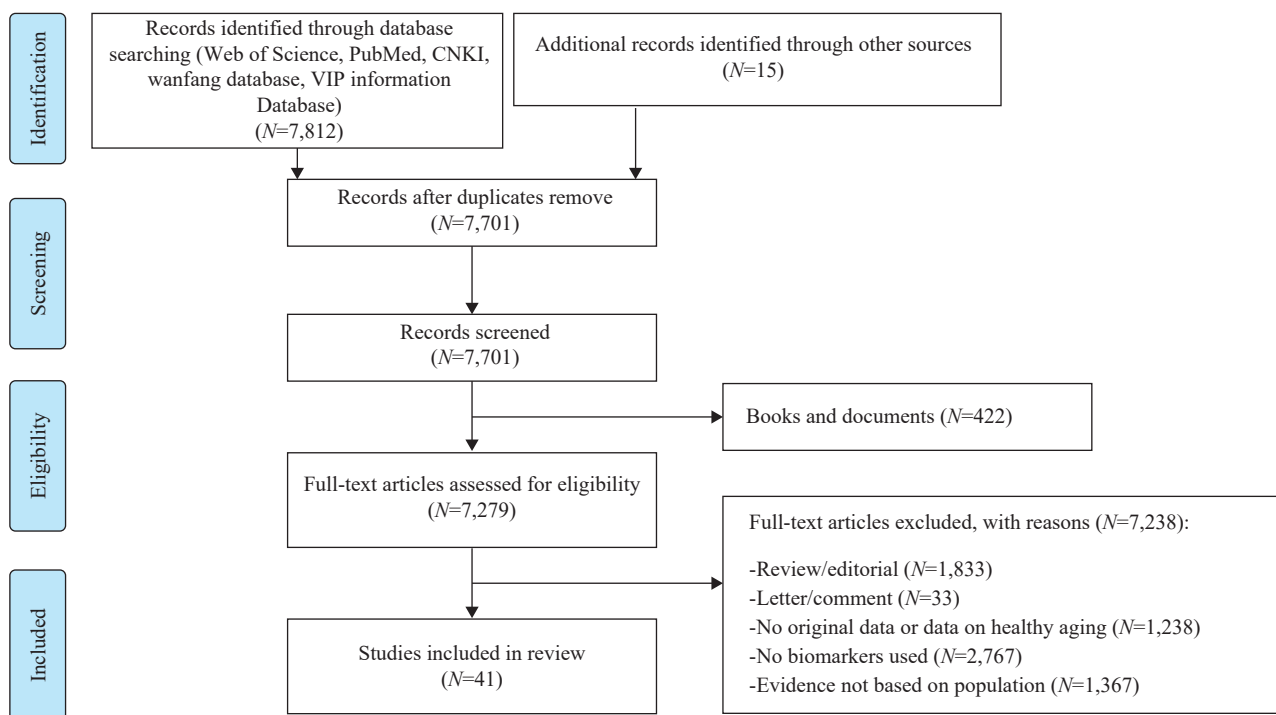 Identification
Records identified through database
searching (Web of Science, PubMed, CNKI,
wanfang database, VIP information
Database)
(N=7,812)
Additional records identified through other sources
(N=15)
Screening
Records after duplicates remove
(N=7,701)
Records screened
(N=7,701)
Eligibility
Books and documents (N=422)
Full-text articles assessed for eligibility
(N=7,279)
Full-text articles excluded, with reasons (N=7,238):
-Review/editorial (N=1,833)
-Letter/comment (N=33)
-No original data or data on healthy aging (N=1,238)
-No biomarkers used (N=2,767)
-Evidence not based on population (N=1,367)
Included
Studies included in review
(N=41)